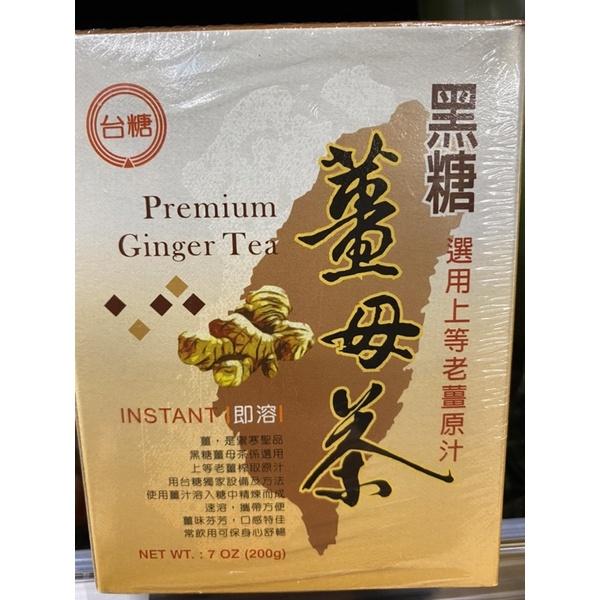 台糖
黑糖
薑母茶
選用上等老薑原汁
Premium
Ginger Tea
INSTANT 即溶
薑，是禦寒聖品
黑糖薑母茶係選用
上等老薑榨取原汁
用台糖獨家設備及方法
使用薑汁溶入糖中精煉而成
速溶，攜帶方便
薑味芬芳，口感特佳
常飲用可保身心舒暢
NET WT. : 7 OZ (200g)